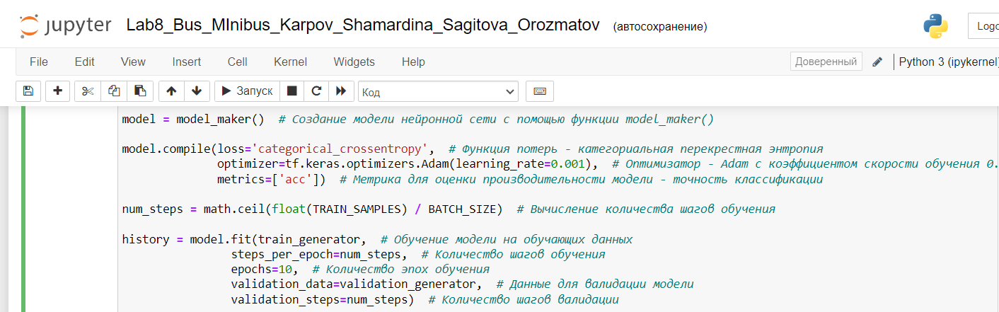 jupyter Lab8_Bus_MInibus_Karpov_Shamardina_Sagitova_Orozmatov (автосохранение)
Logo
File Edit View Insert Cell Kernel Widgets Help Доверенный Python 3 (ipykernel)
Запуск Код
model = model_maker()  # Создание модели нейронной сети с помощью функции model_maker()
model.compile(loss='categorical_crossentropy',  # Функция потерь - категориальная перекрестная энтропия
optimizer=tf.keras.optimizers.Adam(learning_rate=0.001),  # Оптимизатор - Adam с коэффициентом скорости обучения 0.
metrics=['acc'])  # Метрика для оценки производительности модели - точность классификации
num_steps = math.ceil(float(TRAIN_SAMPLES) / BATCH_SIZE)  # Вычисление количества шагов обучения
history = model.fit(train_generator,  # Обучение модели на обучающих данных
steps_per_epoch=num_steps,  # Количество шагов обучения
epochs=10,  # Количество эпох обучения
validation_data=validation_generator,  # Данные для валидации модели
validation_steps=num_steps)  # Количество шагов валидации